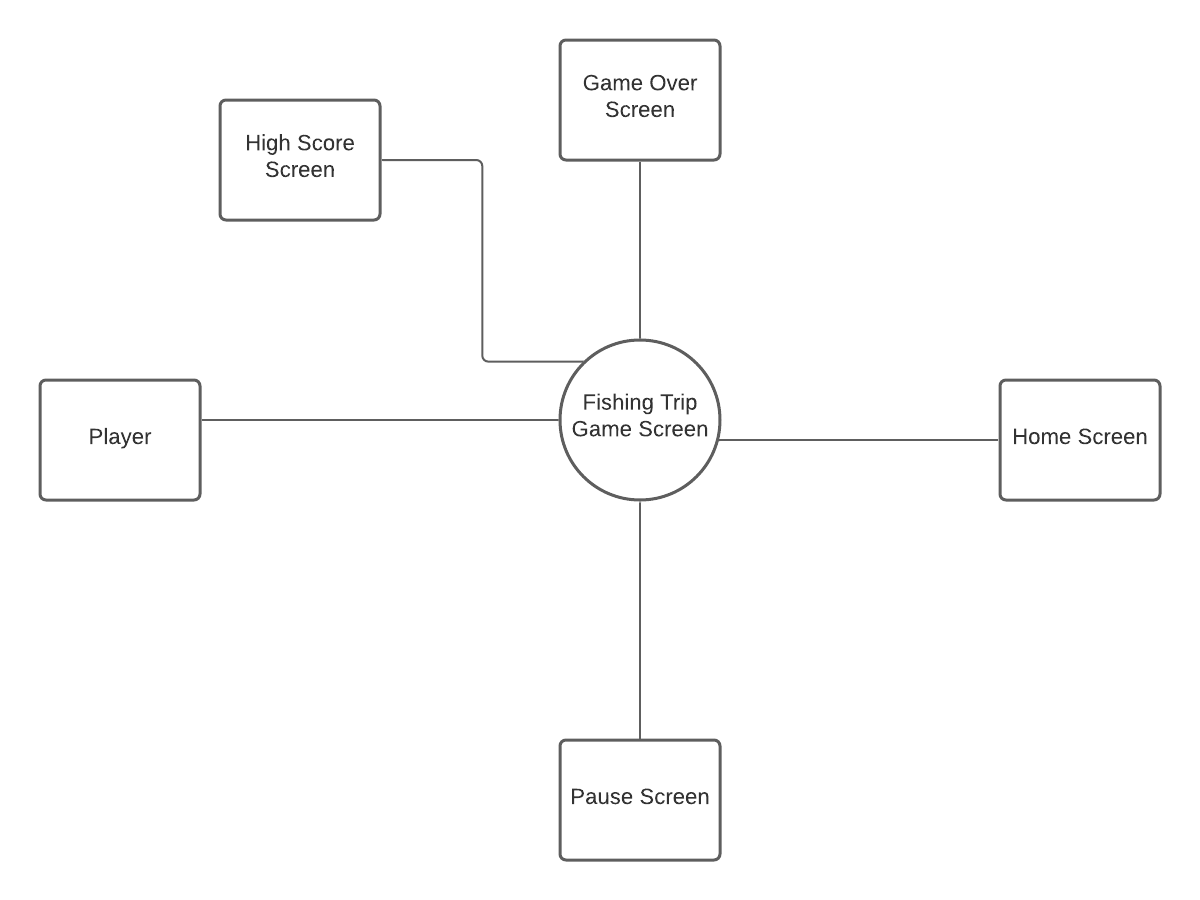 Game Over
Screen
High Score
Screen
Fishing Trip
Game Screen
Player
Home Screen
Pause Screen